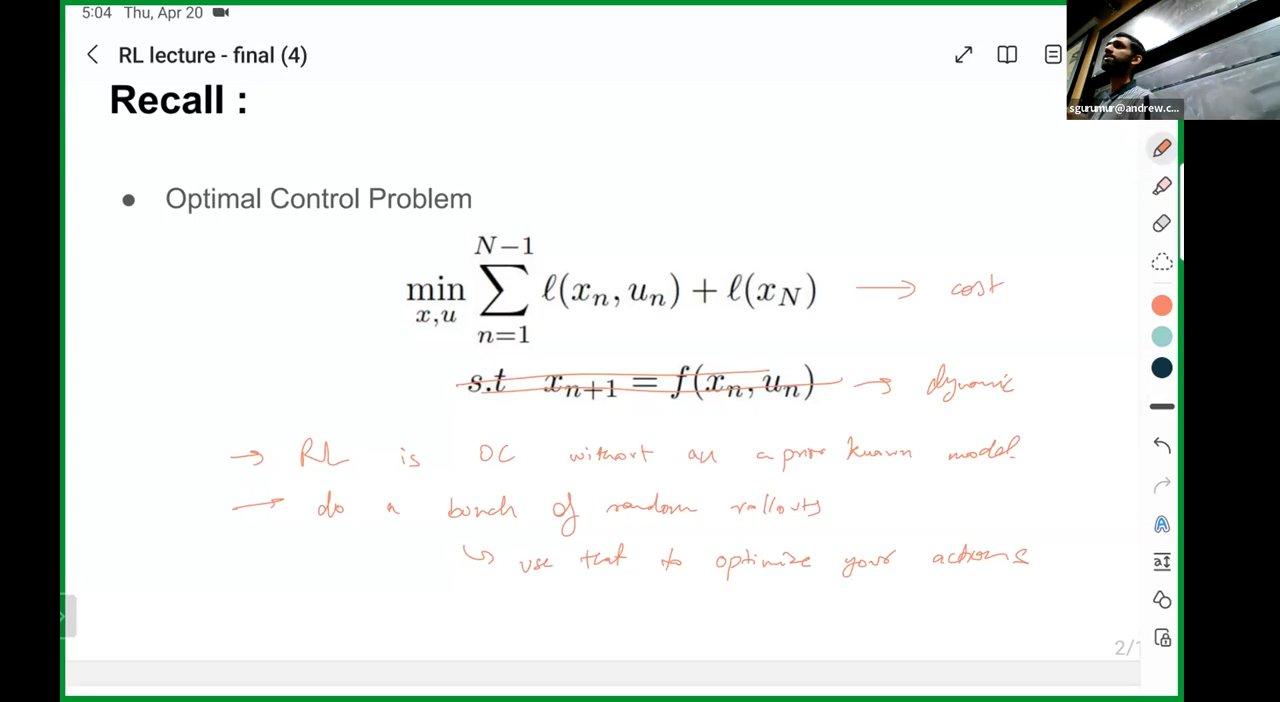 5:04 Thu, Apr 20
RL lecture - final (4)
sgurumur@andrew.c...
Recall :
● Optimal Control Problem
min_{x,u} \sum_{n=1}^{N-1} ℓ(x_n, u_n) + ℓ(x_N) → cost
s.t x_{n+1} = f(x_n, u_n) → dynamic
→ RL is OC without an a prior known model.
→ do a bunch of random rollouts
↳ use that to optimize your actions
2/1